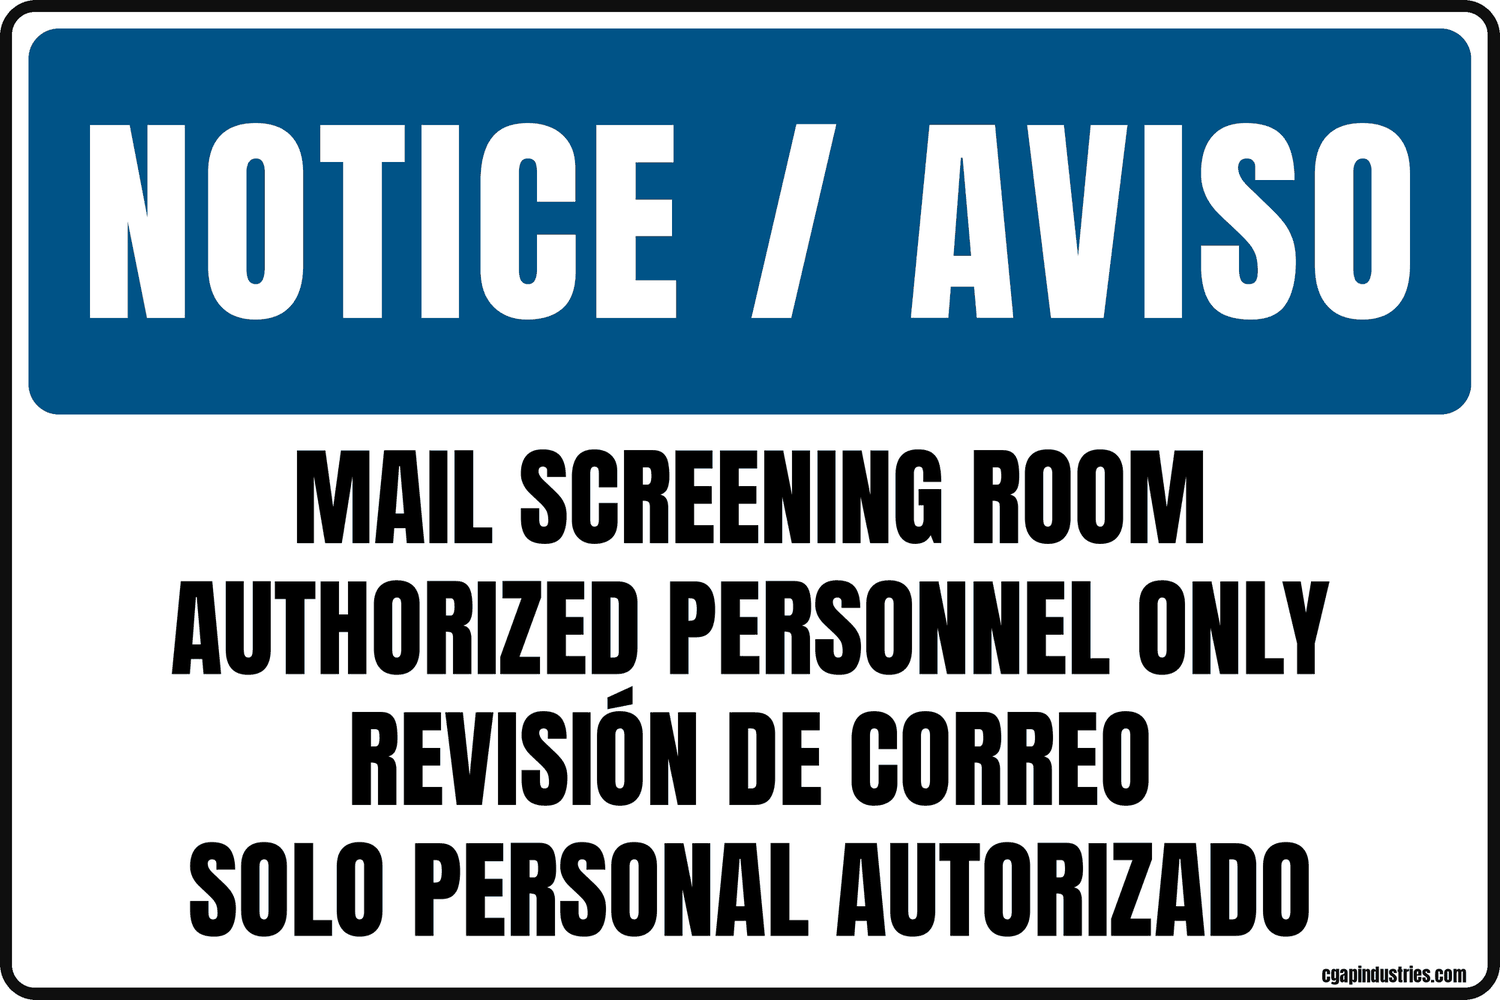 NOTICE / AVISO
MAIL SCREENING ROOM
AUTHORIZED PERSONNEL ONLY
REVISIÓN DE CORREO
SOLO PERSONAL AUTORIZADO
cgapindustries.com